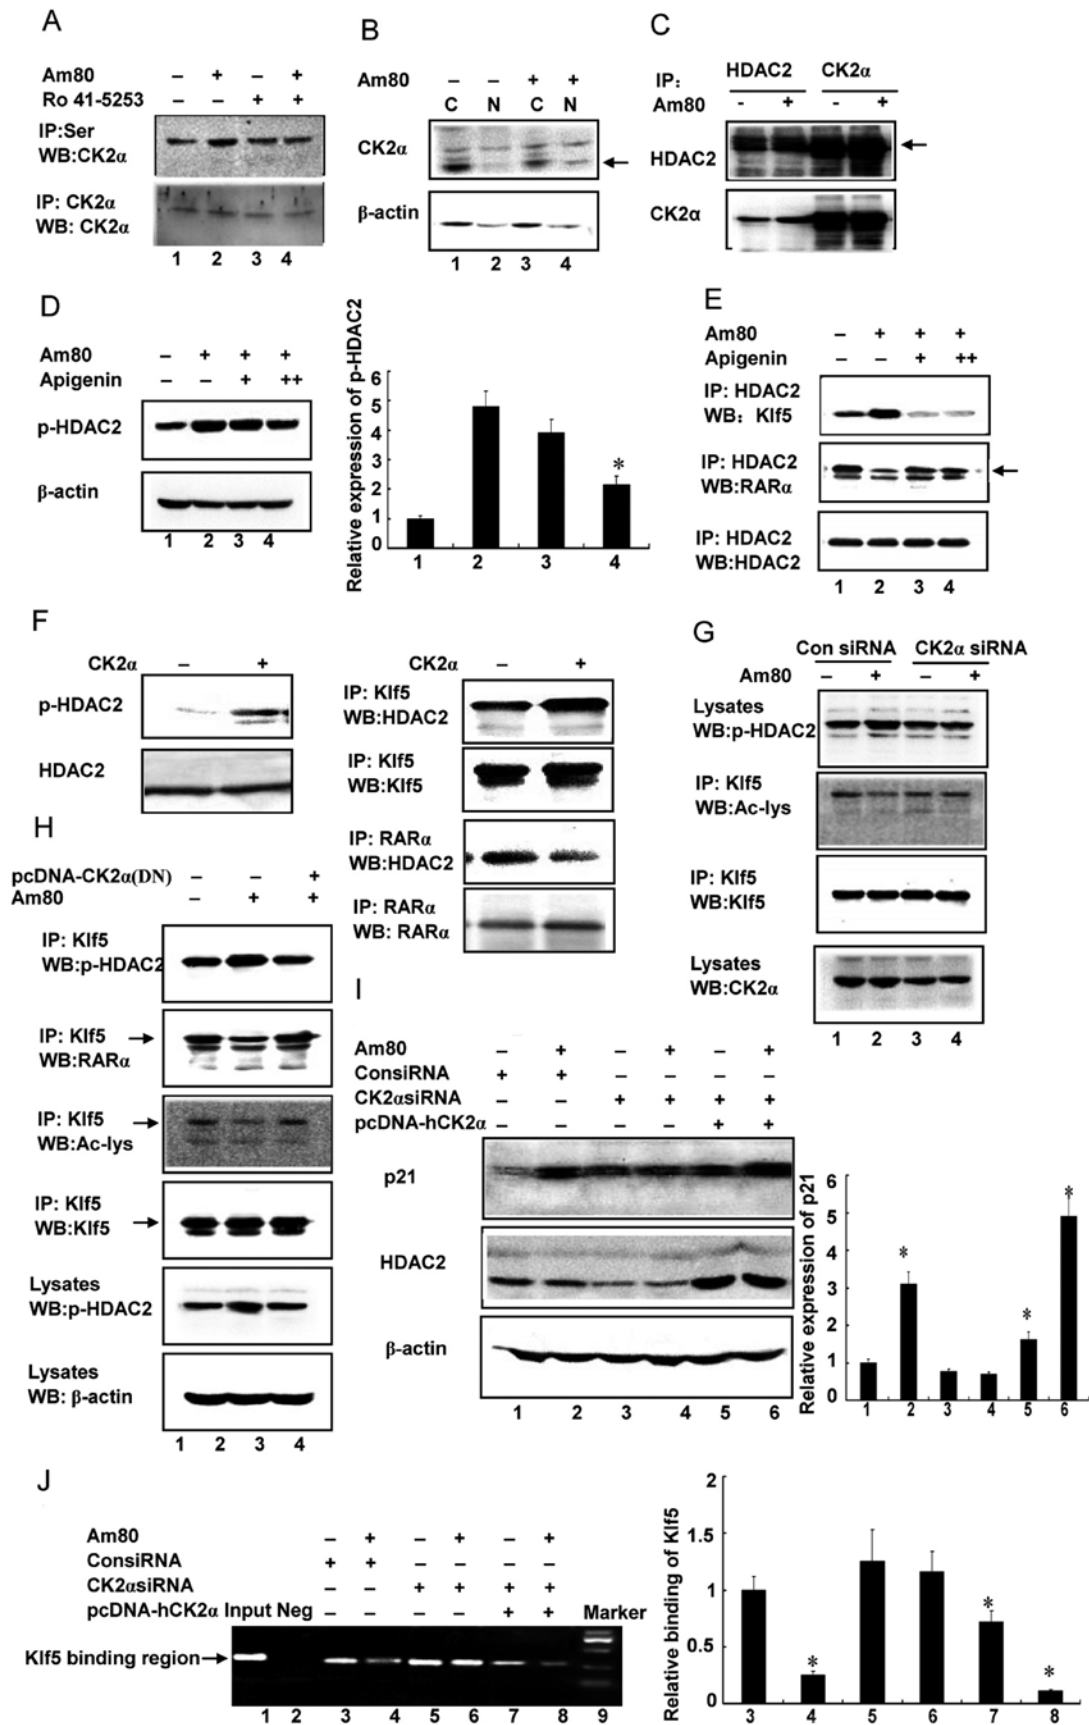 A
Am80 – + – +
Ro 41-5253 – – + +
IP:Ser
WB:CK2α
IP: CK2α
WB: CK2α
1 2 3 4
B
Am80 – – + +
C N C N
CK2α
β-actin
1 2 3 4
C
IP: HDAC2 CK2α
Am80 - + - +
HDAC2
CK2α
D
Am80 – + + +
Apigenin – – + ++
p-HDAC2
β-actin
1 2 3 4
Relative expression of p-HDAC2
6
5
4
3
2
1
0
*
1 2 3 4
E
Am80 – + + +
Apigenin – – + ++
IP: HDAC2
WB: Klf5
IP: HDAC2
WB:RARα
IP: HDAC2
WB:HDAC2
1 2 3 4
F
CK2α – +
p-HDAC2
HDAC2
CK2α – +
IP: Klf5
WB:HDAC2
IP: Klf5
WB:Klf5
IP: RARα
WB:HDAC2
IP: RARα
WB: RARα
G
Con siRNA CK2α siRNA
Am80 – + – +
Lysates
WB:p-HDAC2
IP: Klf5
WB:Ac-lys
IP: Klf5
WB:Klf5
Lysates
WB:CK2α
1 2 3 4
H
pcDNA-CK2α(DN) – – +
Am80 – + +
IP: Klf5
WB:p-HDAC2
IP: Klf5
WB:RARα
IP: Klf5
WB:Ac-lys
IP: Klf5
WB:Klf5
Lysates
WB:p-HDAC2
Lysates
WB: β-actin
1 2 3 4
I
Am80 – + – + – +
ConsiRNA + + – – – –
CK2αsiRNA – – + + + +
pcDNA-hCK2α – – – – + +
p21
HDAC2
β-actin
1 2 3 4 5 6
Relative expression of p21
6
5
4
3
2
1
0
* * *
1 2 3 4 5 6
J
Am80 – + – + – +
ConsiRNA + + – – – –
CK2αsiRNA – – + + + +
pcDNA-hCK2α Input Neg – – – – + + Marker
Klf5 binding region
1 2 3 4 5 6 7 8 9
Relative binding of Klf5
2
1.5
1
0.5
0
* * *
3 4 5 6 7 8